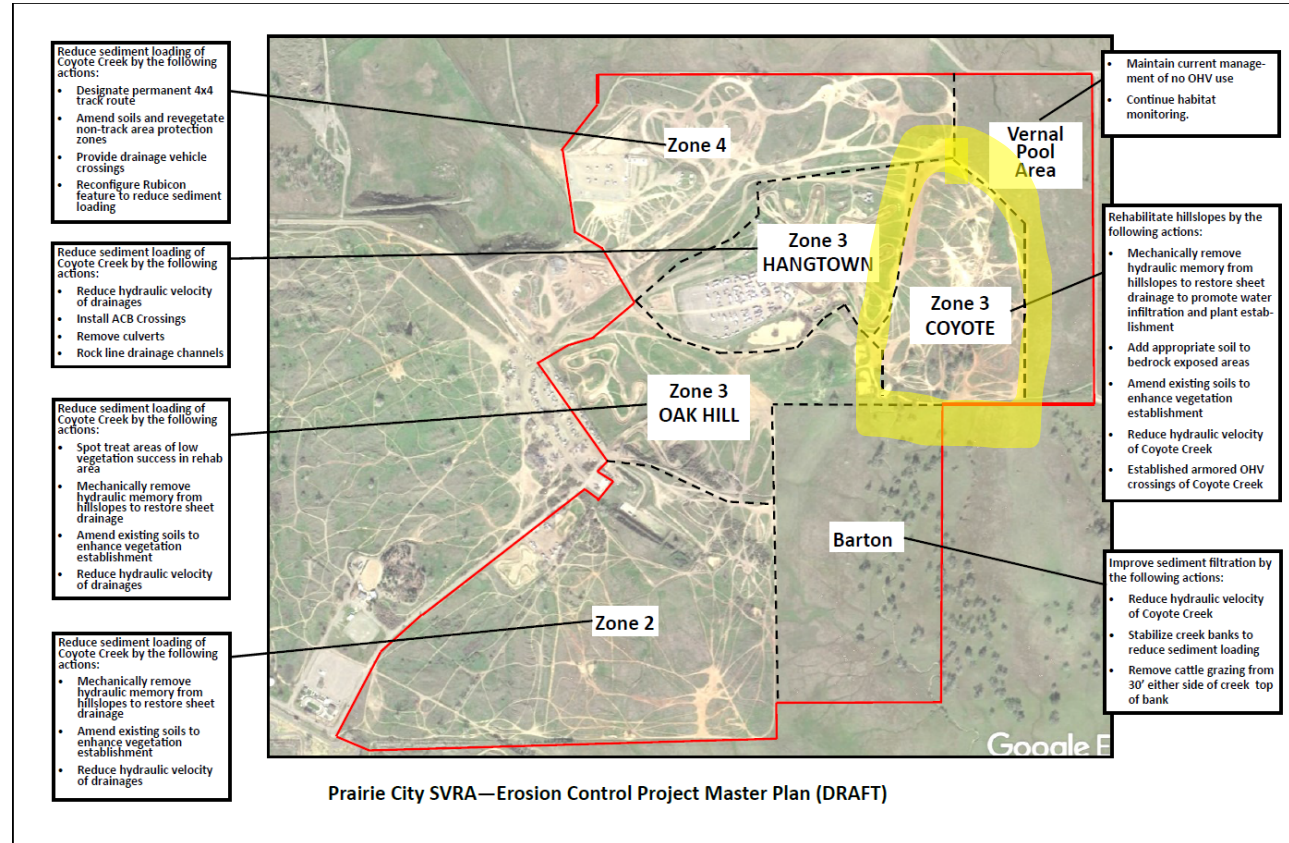 Reduce sediment loading of
Coyote Creek by the following
actions:
• Designate permanent 4x4
track route
• Amend soils and revegetate
non-track area protection
zones
• Provide drainage vehicle
crossings
• Reconfigure Rubicon
feature to reduce sediment
loading
Reduce sediment loading of
Coyote Creek by the following
actions:
• Reduce hydraulic velocity
of drainages
• Install ACB Crossings
• Remove culverts
• Rock line drainage channels
Reduce sediment loading of
Coyote Creek by the following
actions:
• Spot treat areas of low
vegetation success in rehab
area
• Mechanically remove
hydraulic memory from
hillslopes to restore sheet
drainage
• Amend existing soils to
enhance vegetation
establishment
• Reduce hydraulic velocity
of drainages
Reduce sediment loading of
Coyote Creek by the following
actions:
• Mechanically remove
hydraulic memory from
hillslopes to restore sheet
drainage
• Amend existing soils to
enhance vegetation
establishment
• Reduce hydraulic velocity
of drainages
Zone 4
Vernal
Pool
Area
Zone 3
HANGTOWN
Zone 3
COYOTE
Zone 3
OAK HILL
Barton
Zone 2
Google E
• Maintain current manage-
ment of no OHV use
• Continue habitat
monitoring.
Rehabilitate hillslopes by the
following actions:
• Mechanically remove
hydraulic memory from
hillslopes to restore sheet
drainage to promote water
infiltration and plant estab-
lishment
• Add appropriate soil to
bedrock exposed areas
• Amend existing soils to
enhance vegetation
establishment
• Reduce hydraulic velocity
of Coyote Creek
• Established armored OHV
crossings of Coyote Creek
Improve sediment filtration by
the following actions:
• Reduce hydraulic velocity
of Coyote Creek
• Stabilize creek banks to
reduce sediment loading
• Remove cattle grazing from
30' either side of creek top
of bank
Prairie City SVRA—Erosion Control Project Master Plan (DRAFT)